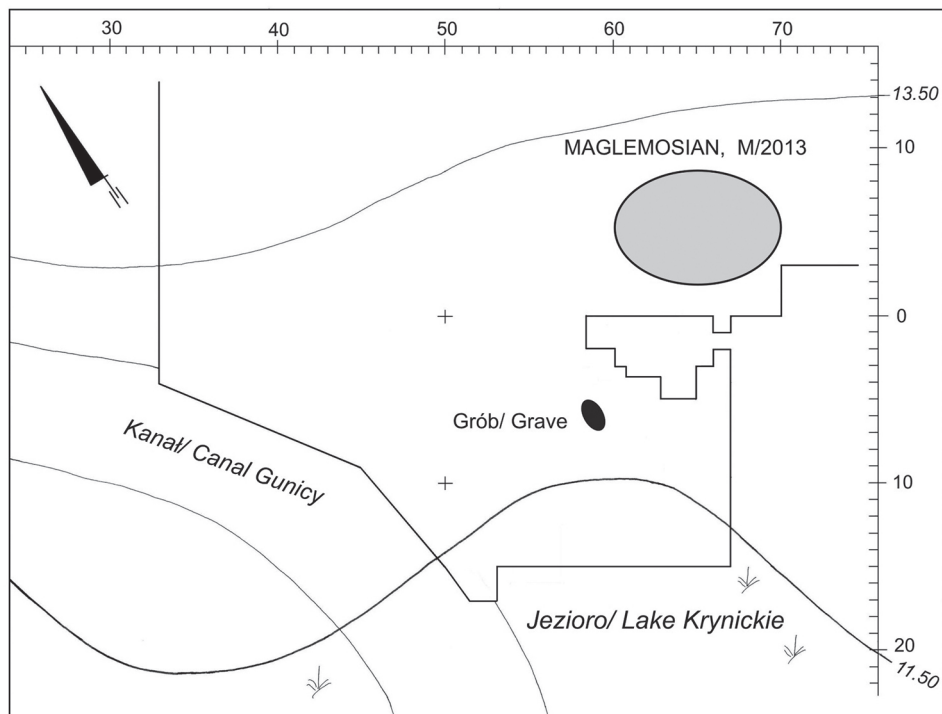 30
40
50
60
70
13.50
MAGLEMOSIAN, M/2013
10
0
Grób/ Grave
Kanał/ Canal Gunicy
10
Jezioro/ Lake Krynickie
20
11.50